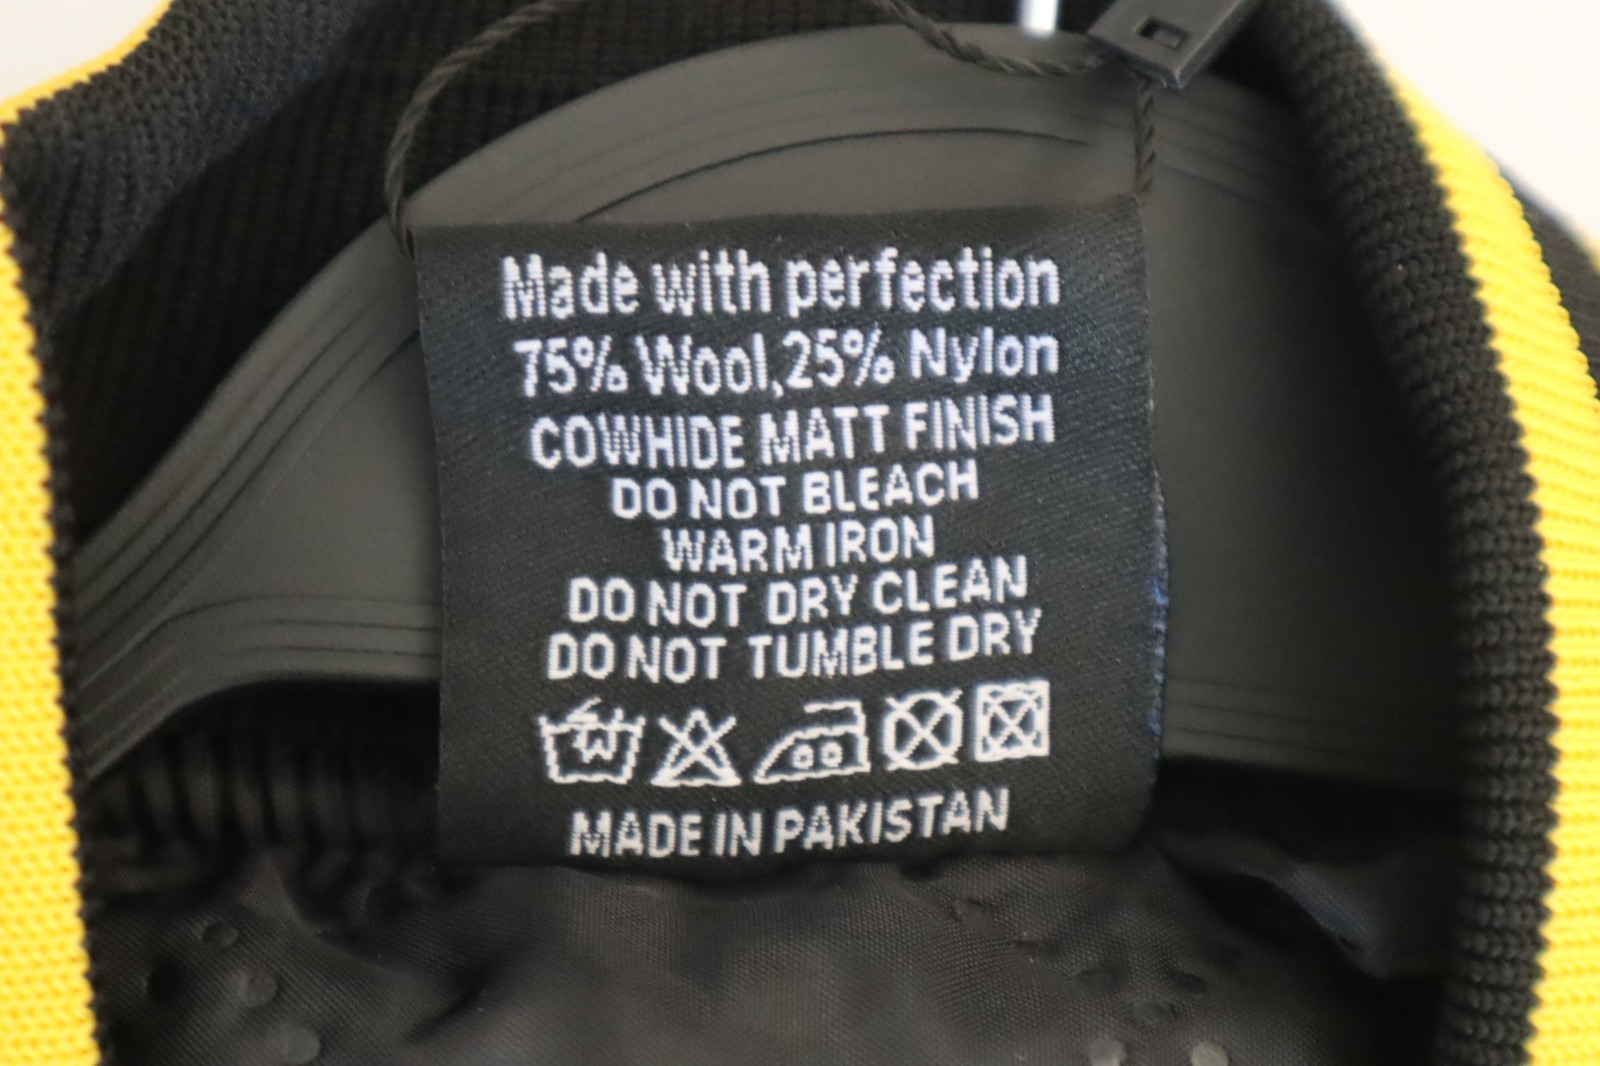 Made with perfection
75% Wool,25% Nylon
COWHIDE MATT FINISH
DO NOT BLEACH
WARM IRON
DO NOT DRY CLEAN
DO NOT TUMBLE DRY
W
MADE IN PAKISTAN